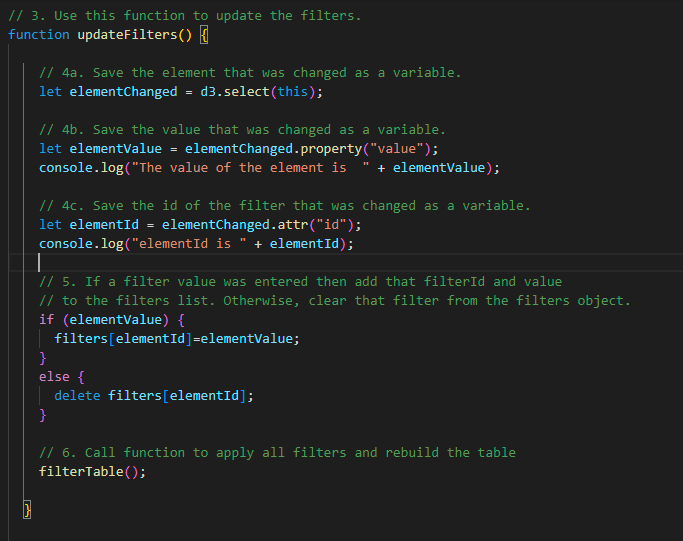 // 3. Use this function to update the filters.
function updateFilters() {
// 4a. Save the element that was changed as a variable.
let elementChanged = d3.select(this);
// 4b. Save the value that was changed as a variable.
let elementValue = elementChanged.property("value");
console.log("The value of the element is  " + elementValue);
// 4c. Save the id of the filter that was changed as a variable.
let elementId = elementChanged.attr("id");
console.log("elementId is " + elementId);
// 5. If a filter value was entered then add that filterId and value
// to the filters list. Otherwise, clear that filter from the filters object.
if (elementValue) {
filters[elementId]=elementValue;
}
else {
delete filters[elementId];
}
// 6. Call function to apply all filters and rebuild the table
filterTable();
}